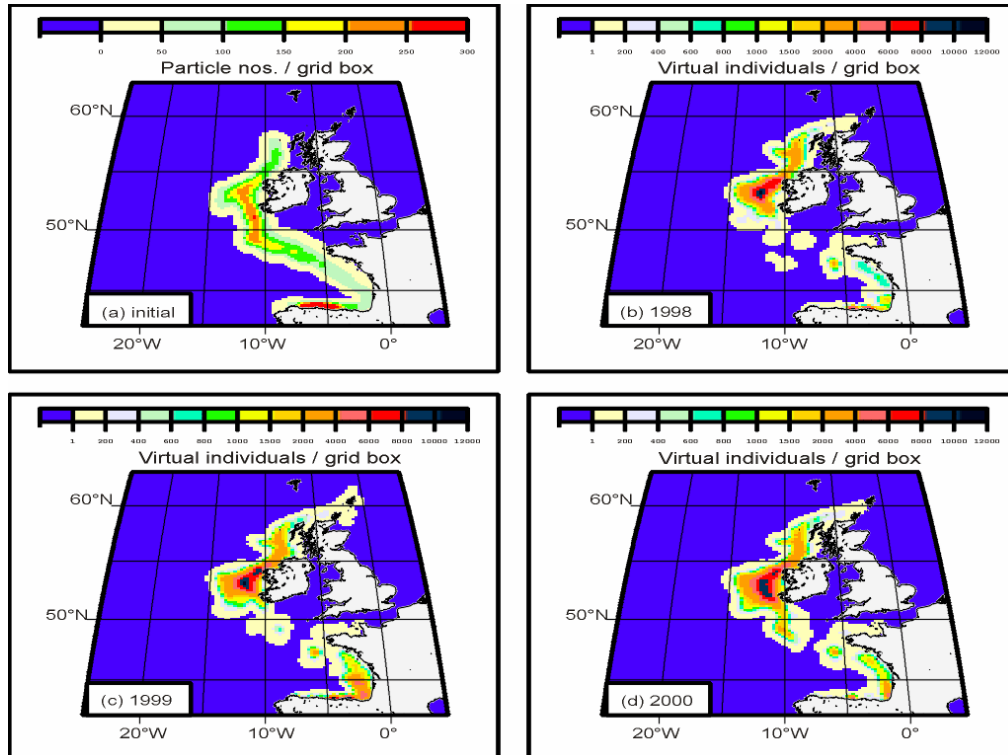 0 50 100 150 200 250 300
Particle nos. / grid box
60°N
50°N
(a) initial
20°W 10°W 0°
1 200 400 600 800 1000 1500 2000 4000 6000 8000 10000 12000
Virtual individuals / grid box
60°N
50°N
(b) 1998
20°W 10°W 0°
1 200 400 600 800 1000 1500 2000 4000 6000 8000 10000 12000
Virtual individuals / grid box
60°N
50°N
(c) 1999
20°W 10°W 0°
1 200 400 600 800 1000 1500 2000 4000 6000 8000 10000 12000
Virtual individuals / grid box
60°N
50°N
(d) 2000
20°W 10°W 0°